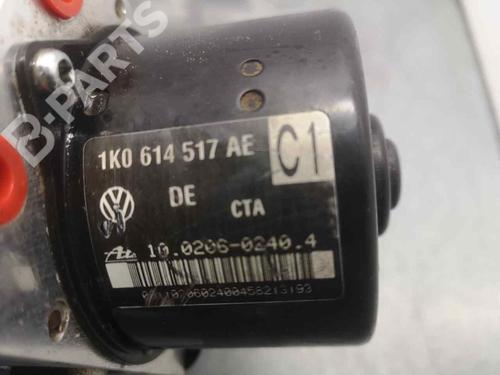 B-PARTS
1K0 614 517 AE C1
DE CTA
10.0206-0240.4